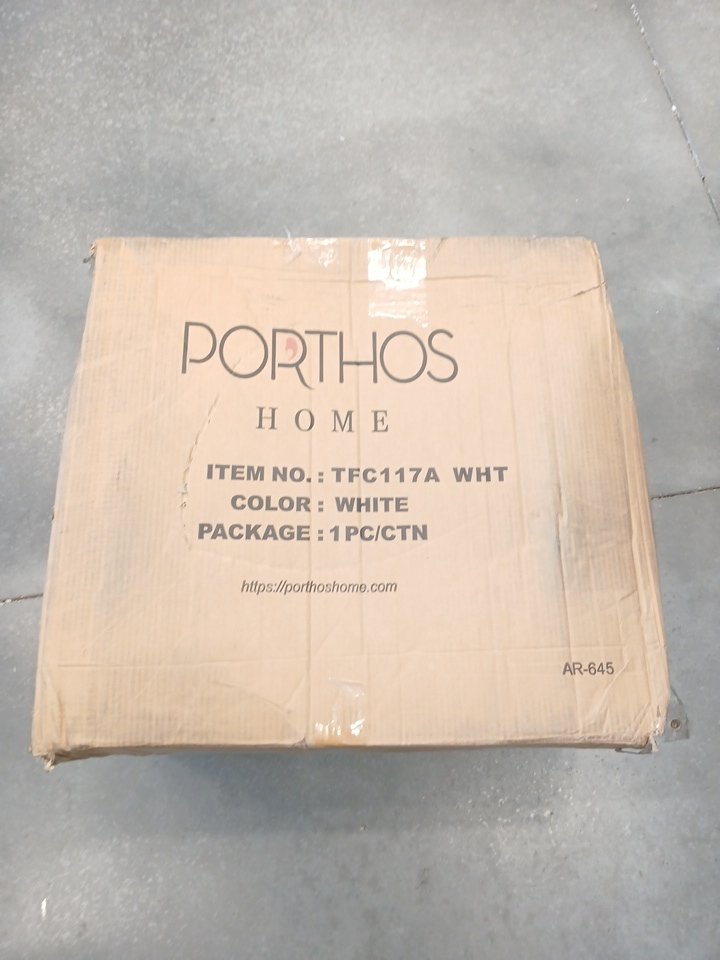 PORTHOS
HOME
ITEM NO. : TFC117A WHT
COLOR : WHITE
PACKAGE : 1PC/CTN
https://porthoshome.com
AR-645